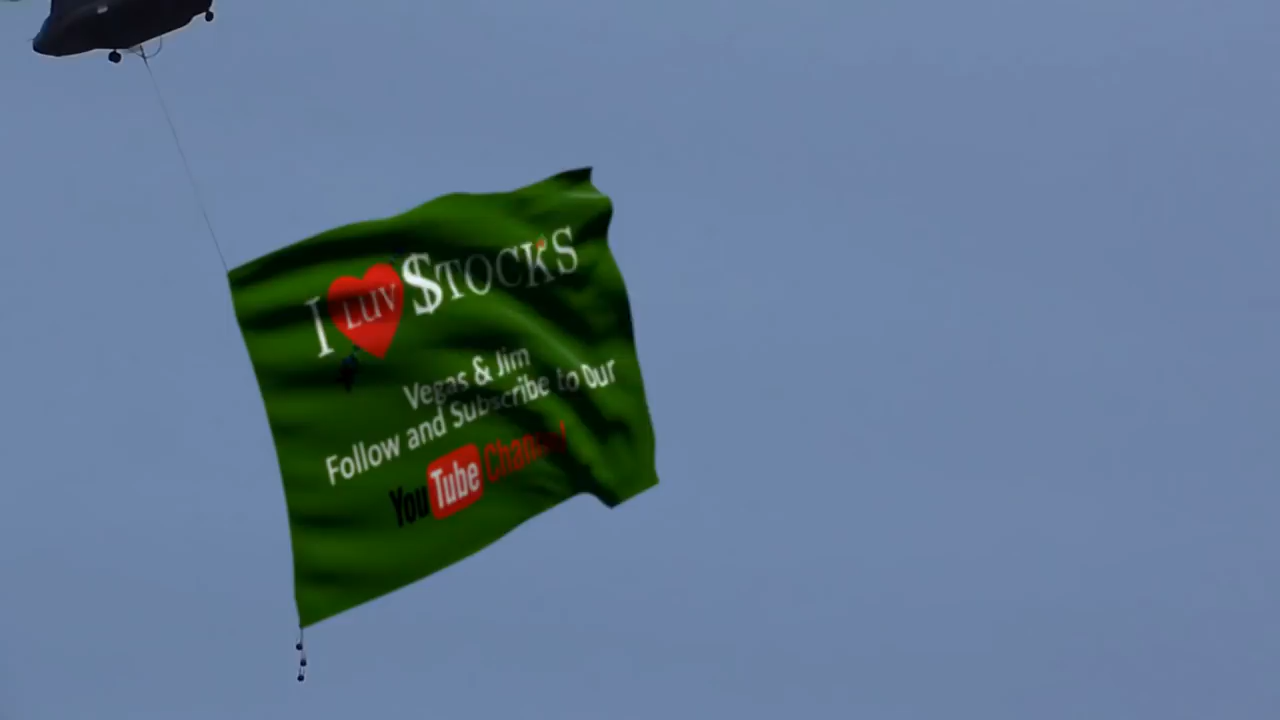 I LUV $TOCKS
Vegas & Jim
Follow and Subscribe to Our
YouTube Channel